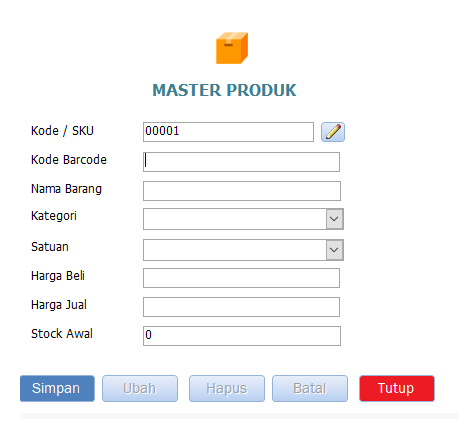 MASTER PRODUK
Kode / SKU 00001
Kode Barcode
Nama Barang
Kategori
Satuan
Harga Beli
Harga Jual
Stock Awal 0
Simpan Ubah Hapus Batal Tutup